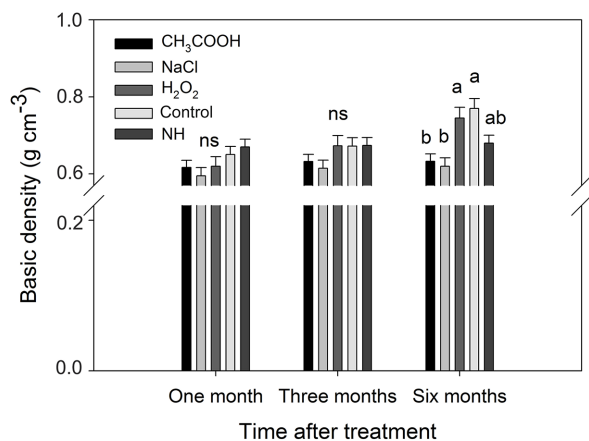 1.0
0.8
0.6
0.2
0.0
Basic density (g cm⁻³)
CH₃COOH
NaCl
H₂O₂
Control
NH
ns
ns
b b a a ab
One month Three months Six months
Time after treatment